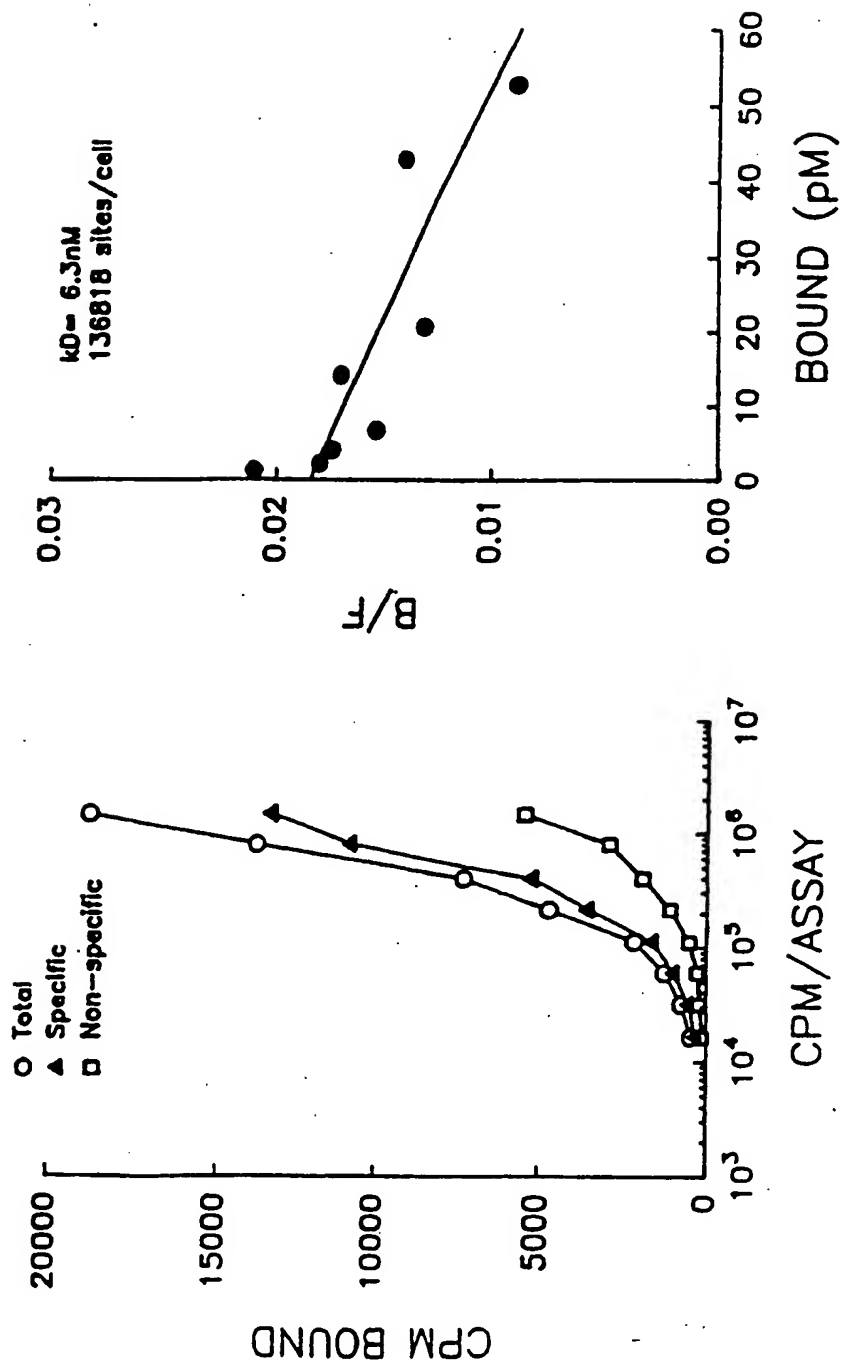 ○ Total
▲ Specific
□ Non-specific
CPM BOUND
20000
15000
10000
5000
0
10³ 10⁴ 10⁵ 10⁶ 10⁷
CPM/ASSAY
kD= 6.3nM
136818 sites/cell
B/F
0.03
0.02
0.01
0.00
0 10 20 30 40 50 60
BOUND (pM)